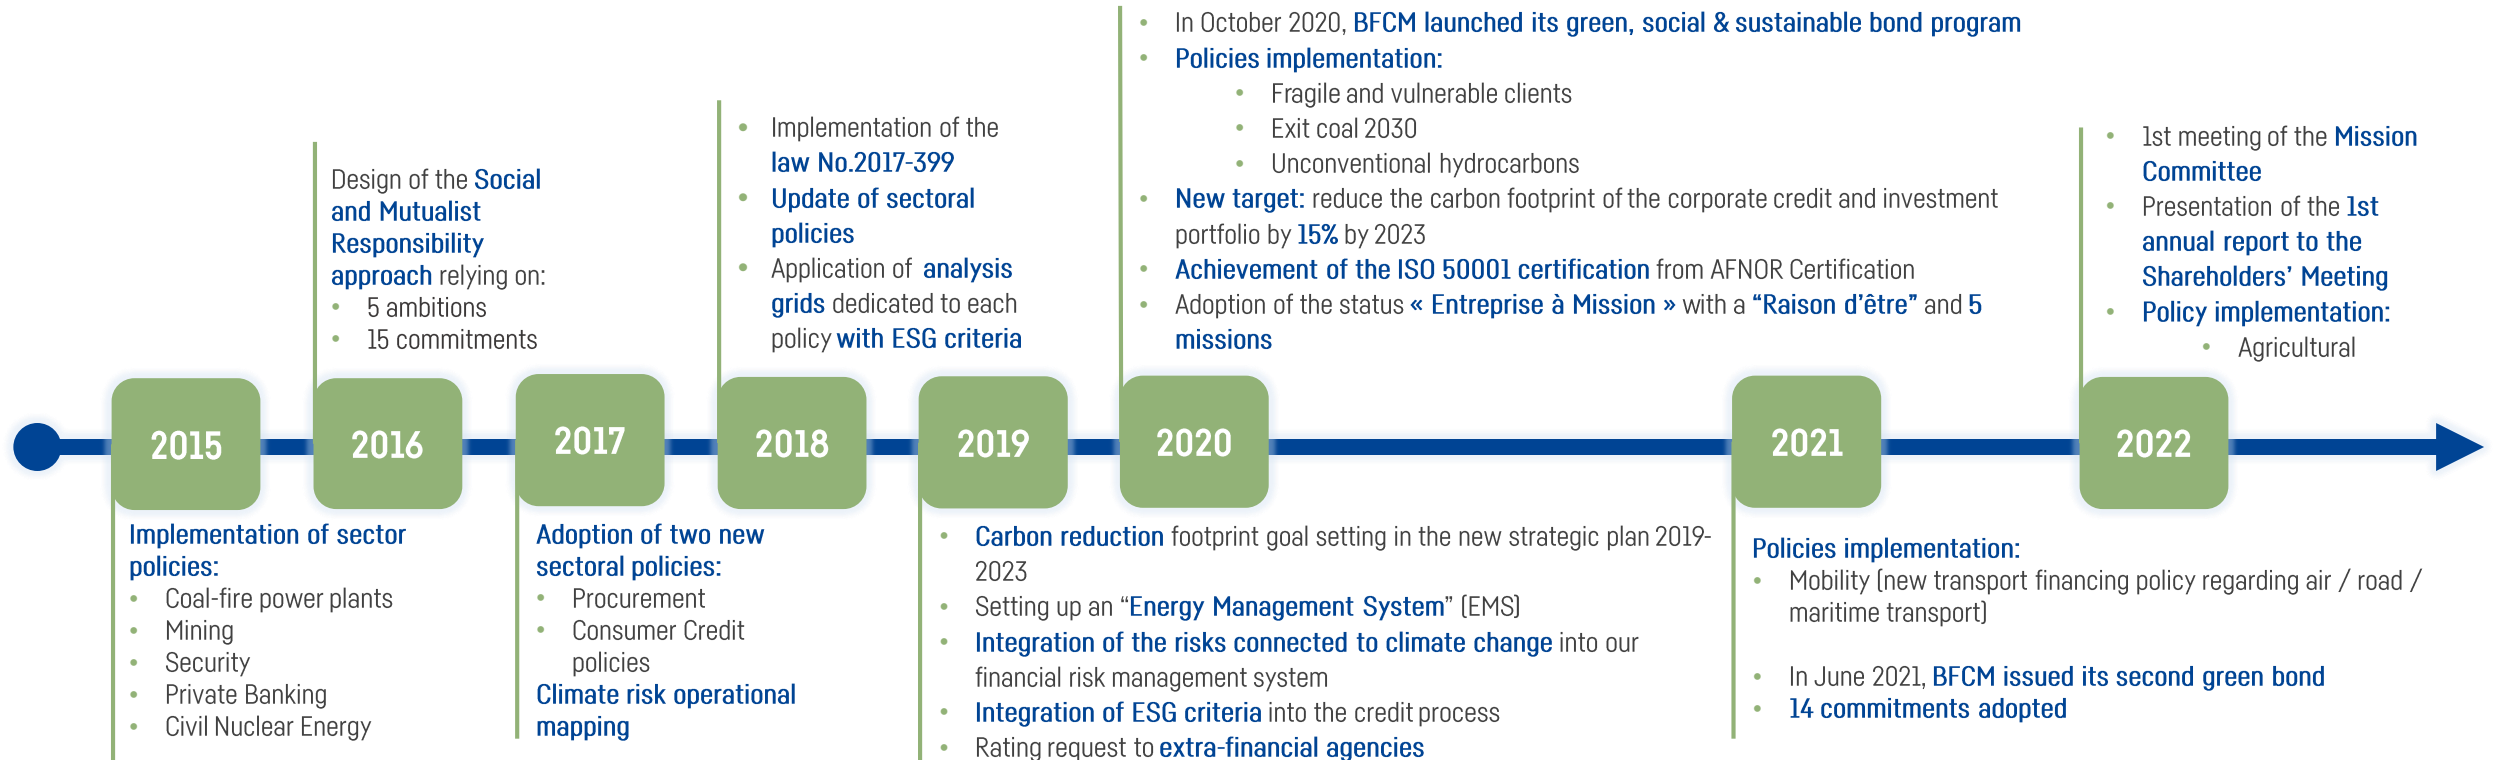 2015
Implementation of sector
policies:
• Coal-fire power plants
• Mining
• Security
• Private Banking
• Civil Nuclear Energy
Design of the Social
and Mutualist
Responsibility
approach relying on:
• 5 ambitions
• 15 commitments
2016
2017
Adoption of two new
sectoral policies:
• Procurement
• Consumer Credit
policies
Climate risk operational
mapping
• Implementation of the
law No.2017-399
• Update of sectoral
policies
• Application of analysis
grids dedicated to each
policy with ESG criteria
2018
2019
• Carbon reduction footprint goal setting in the new strategic plan 2019-
2023
• Setting up an “Energy Management System” (EMS)
• Integration of the risks connected to climate change into our
financial risk management system
• Integration of ESG criteria into the credit process
• Rating request to extra-financial agencies
• In October 2020, BFCM launched its green, social & sustainable bond program
• Policies implementation:
• Fragile and vulnerable clients
• Exit coal 2030
• Unconventional hydrocarbons
• New target: reduce the carbon footprint of the corporate credit and investment
portfolio by 15% by 2023
• Achievement of the ISO 50001 certification from AFNOR Certification
• Adoption of the status « Entreprise à Mission » with a “Raison d’être” and 5
missions
2020
2021
Policies implementation:
• Mobility (new transport financing policy regarding air / road /
maritime transport)
• In June 2021, BFCM issued its second green bond
• 14 commitments adopted
• 1st meeting of the Mission
Committee
• Presentation of the 1st
annual report to the
Shareholders’ Meeting
• Policy implementation:
• Agricultural
2022